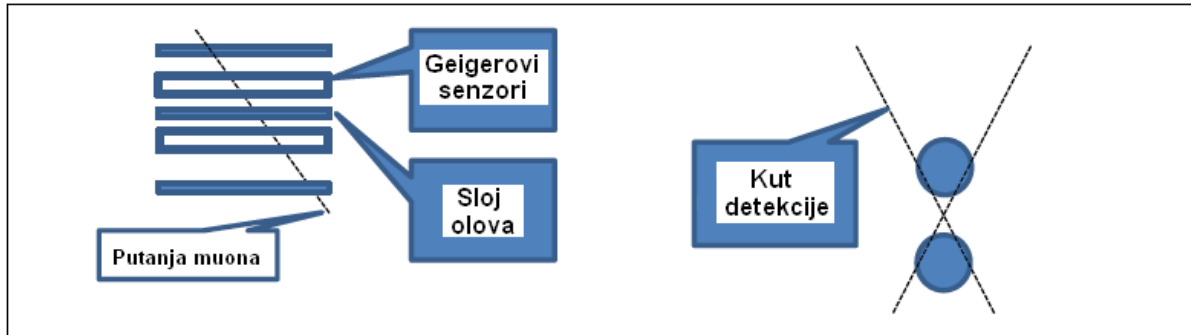 Geigerovi
senzori
Sloj
olova
Putanja muona
Kut
detekcije